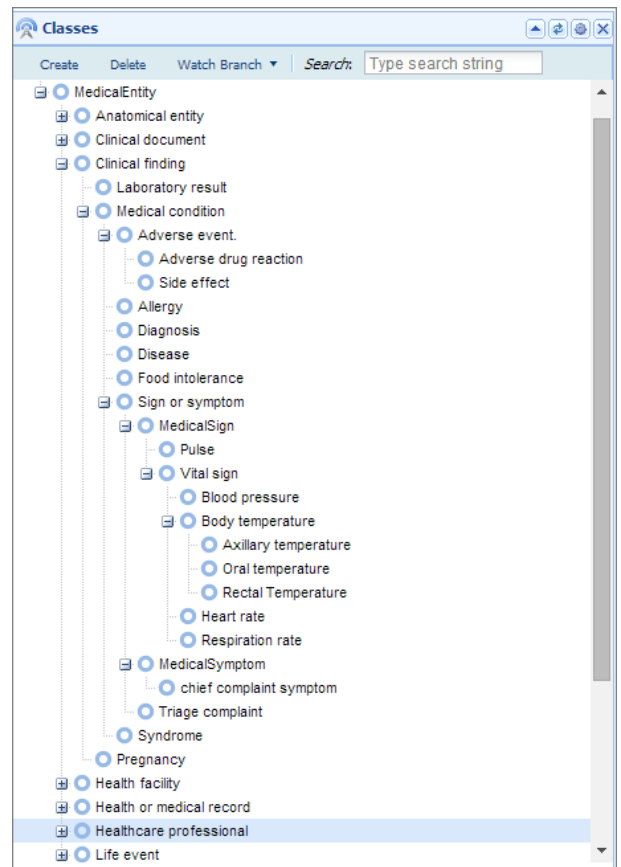 Classes
Create Delete Watch Branch Search: Type search string
MedicalEntity
Anatomical entity
Clinical document
Clinical finding
Laboratory result
Medical condition
Adverse event.
Adverse drug reaction
Side effect
Allergy
Diagnosis
Disease
Food intolerance
Sign or symptom
MedicalSign
Pulse
Vital sign
Blood pressure
Body temperature
Axillary temperature
Oral temperature
Rectal Temperature
Heart rate
Respiration rate
MedicalSymptom
chief complaint symptom
Triage complaint
Syndrome
Pregnancy
Health facility
Health or medical record
Healthcare professional
Life event